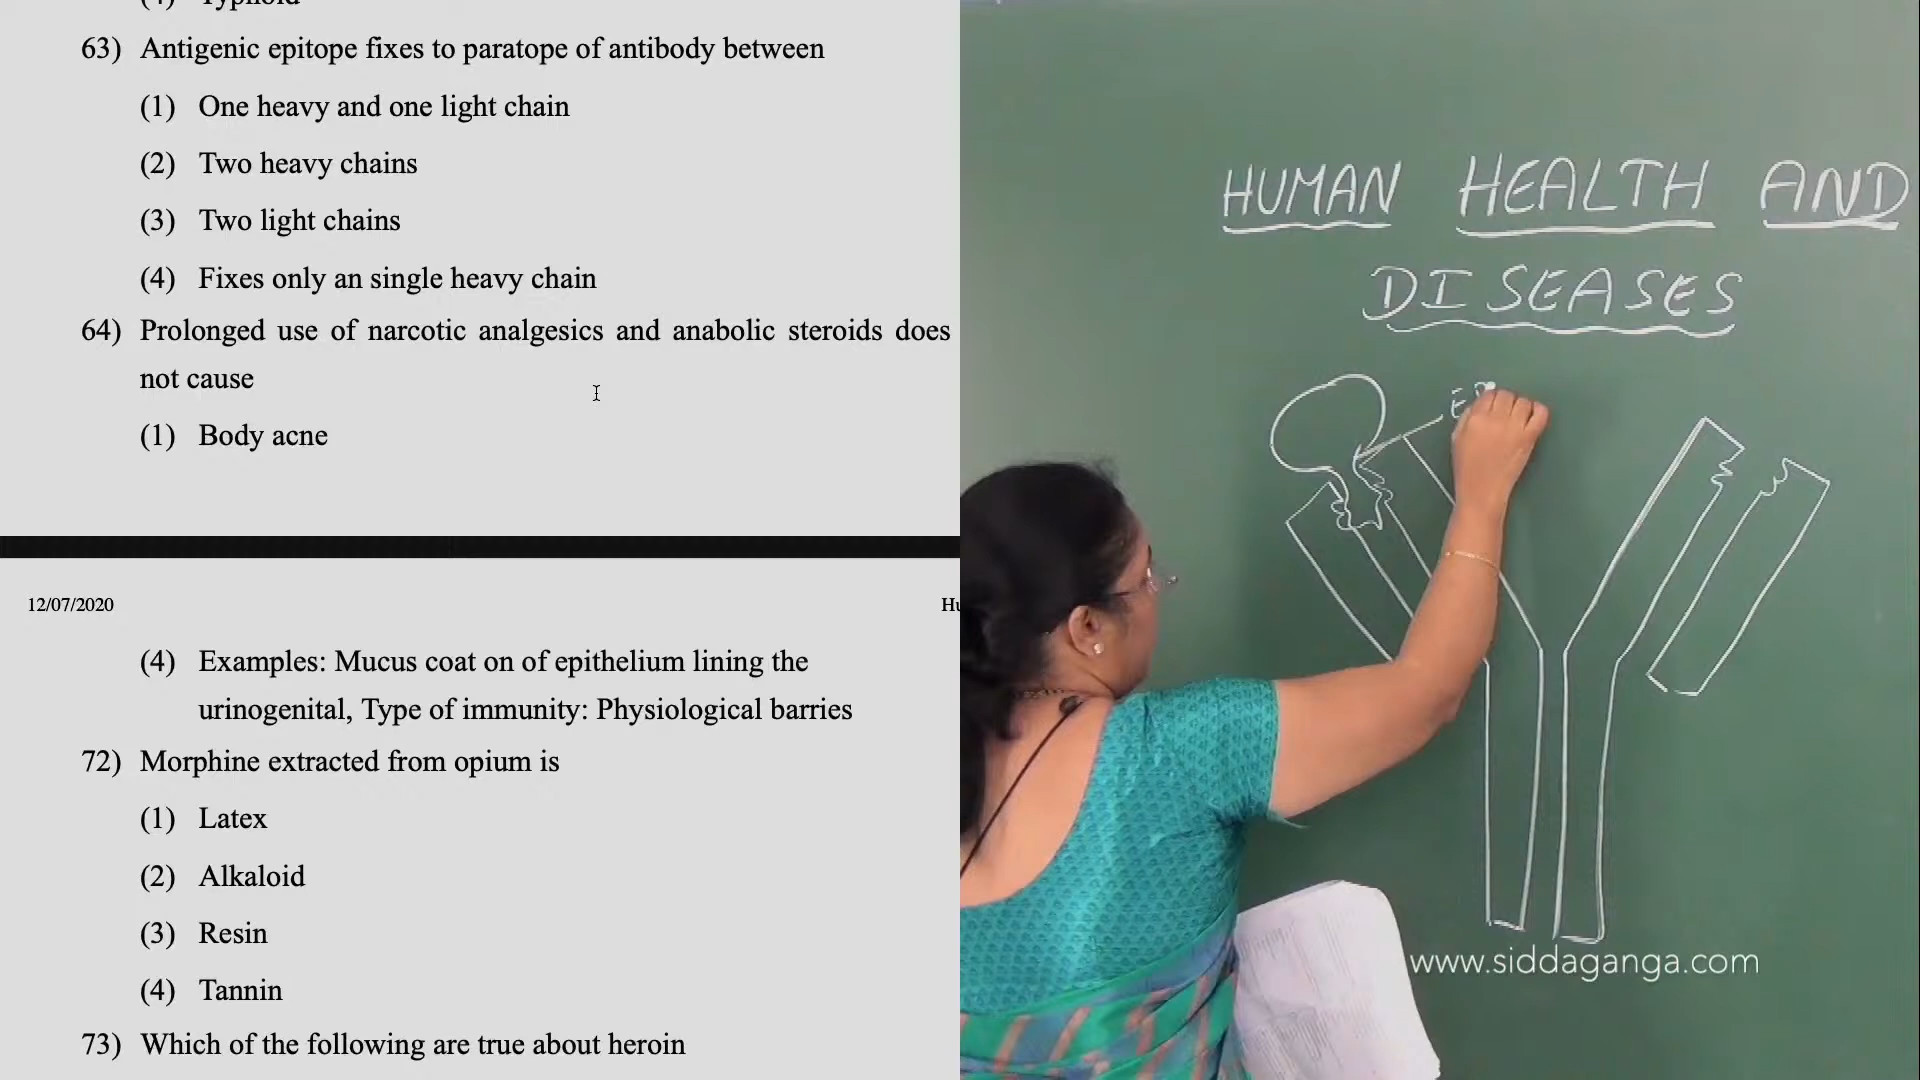 63) Antigenic epitope fixes to paratope of antibody between
(1) One heavy and one light chain
(2) Two heavy chains
(3) Two light chains
(4) Fixes only an single heavy chain
64) Prolonged use of narcotic analgesics and anabolic steroids does
not cause
(1) Body acne
12/07/2020
(4) Examples: Mucus coat on of epithelium lining the
urinogenital, Type of immunity: Physiological barries
72) Morphine extracted from opium is
(1) Latex
(2) Alkaloid
(3) Resin
(4) Tannin
73) Which of the following are true about heroin
HUMAN HEALTH AND
DISEASES
www.siddaganga.com